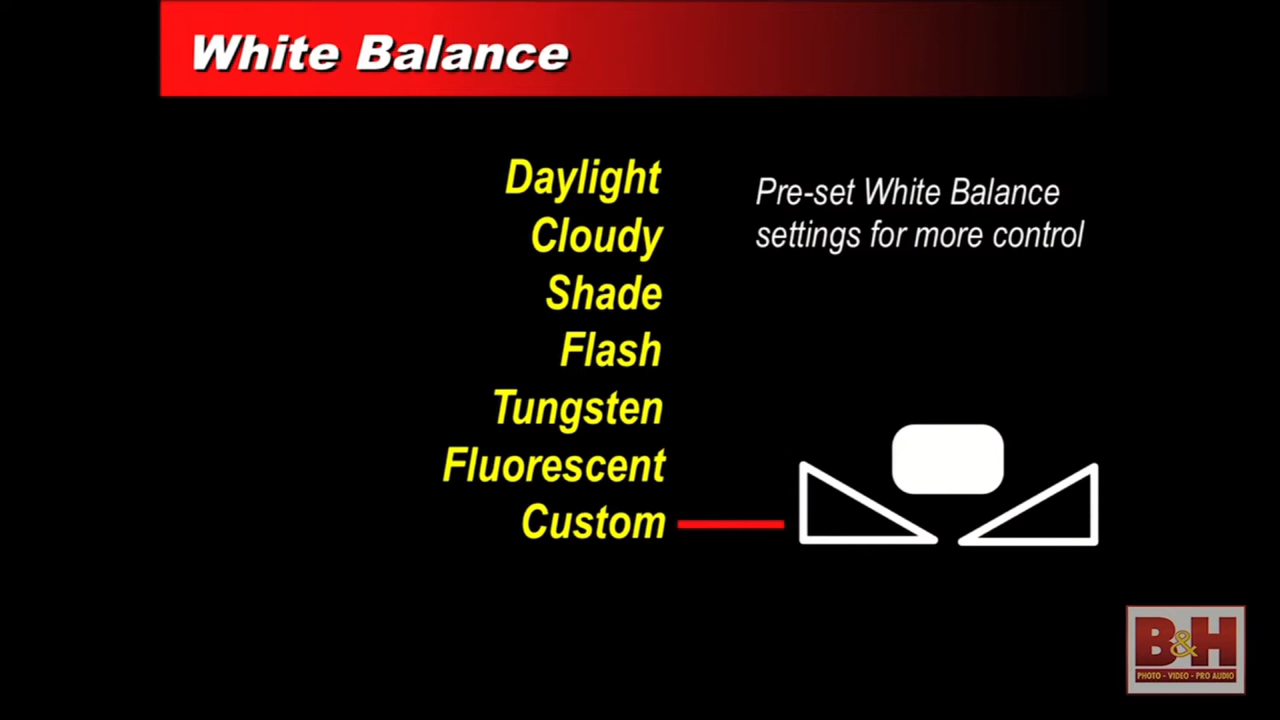 White Balance
Daylight
Cloudy
Shade
Flash
Tungsten
Fluorescent
Custom
Pre-set White Balance
settings for more control
B&H
PHOTO - VIDEO - PRO AUDIO